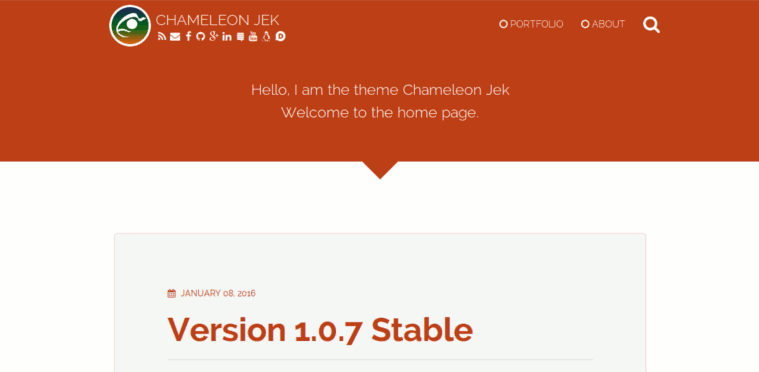 CHAMELEON JEK
PORTFOLIO
ABOUT
Hello, I am the theme Chameleon Jek
Welcome to the home page.
JANUARY 08, 2016
Version 1.0.7 Stable